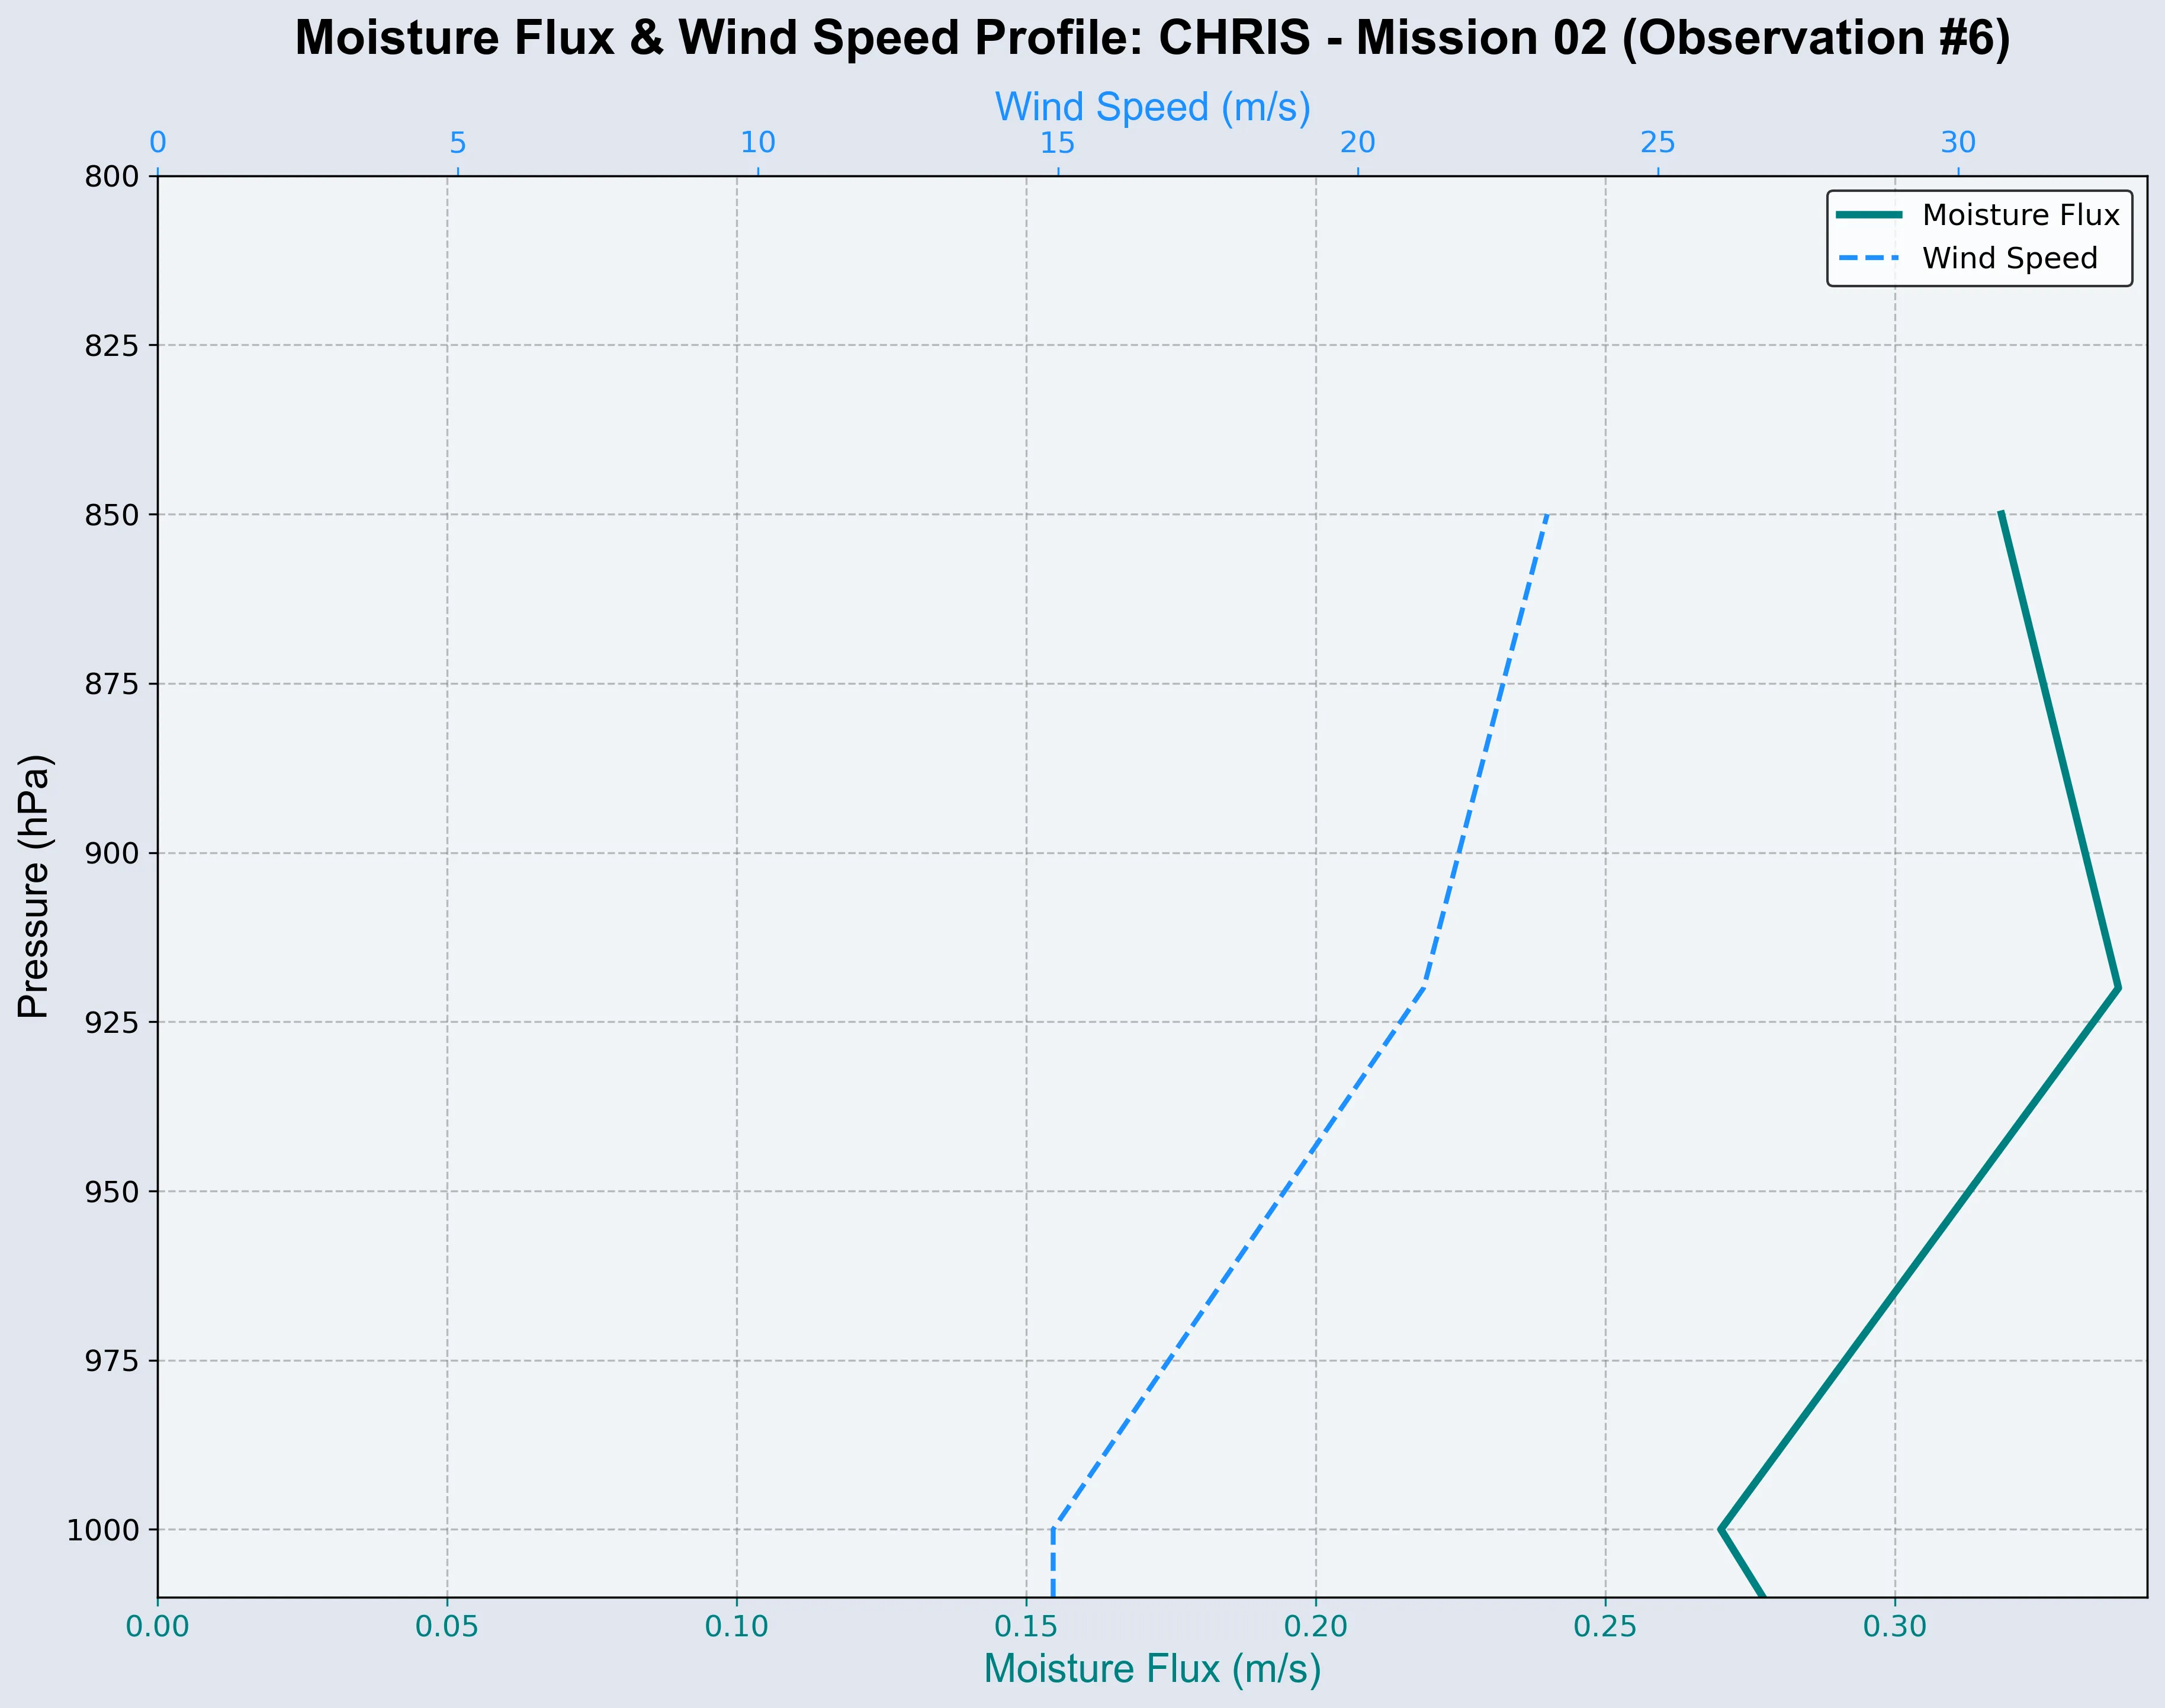 Moisture Flux & Wind Speed Profile: CHRIS - Mission 02 (Observation #6)
Wind Speed (m/s)
0 5 10 15 20 25 30
Moisture Flux
Wind Speed
800
825
850
875
900
925
950
975
1000
Pressure (hPa)
0.00 0.05 0.10 0.15 0.20 0.25 0.30
Moisture Flux (m/s)